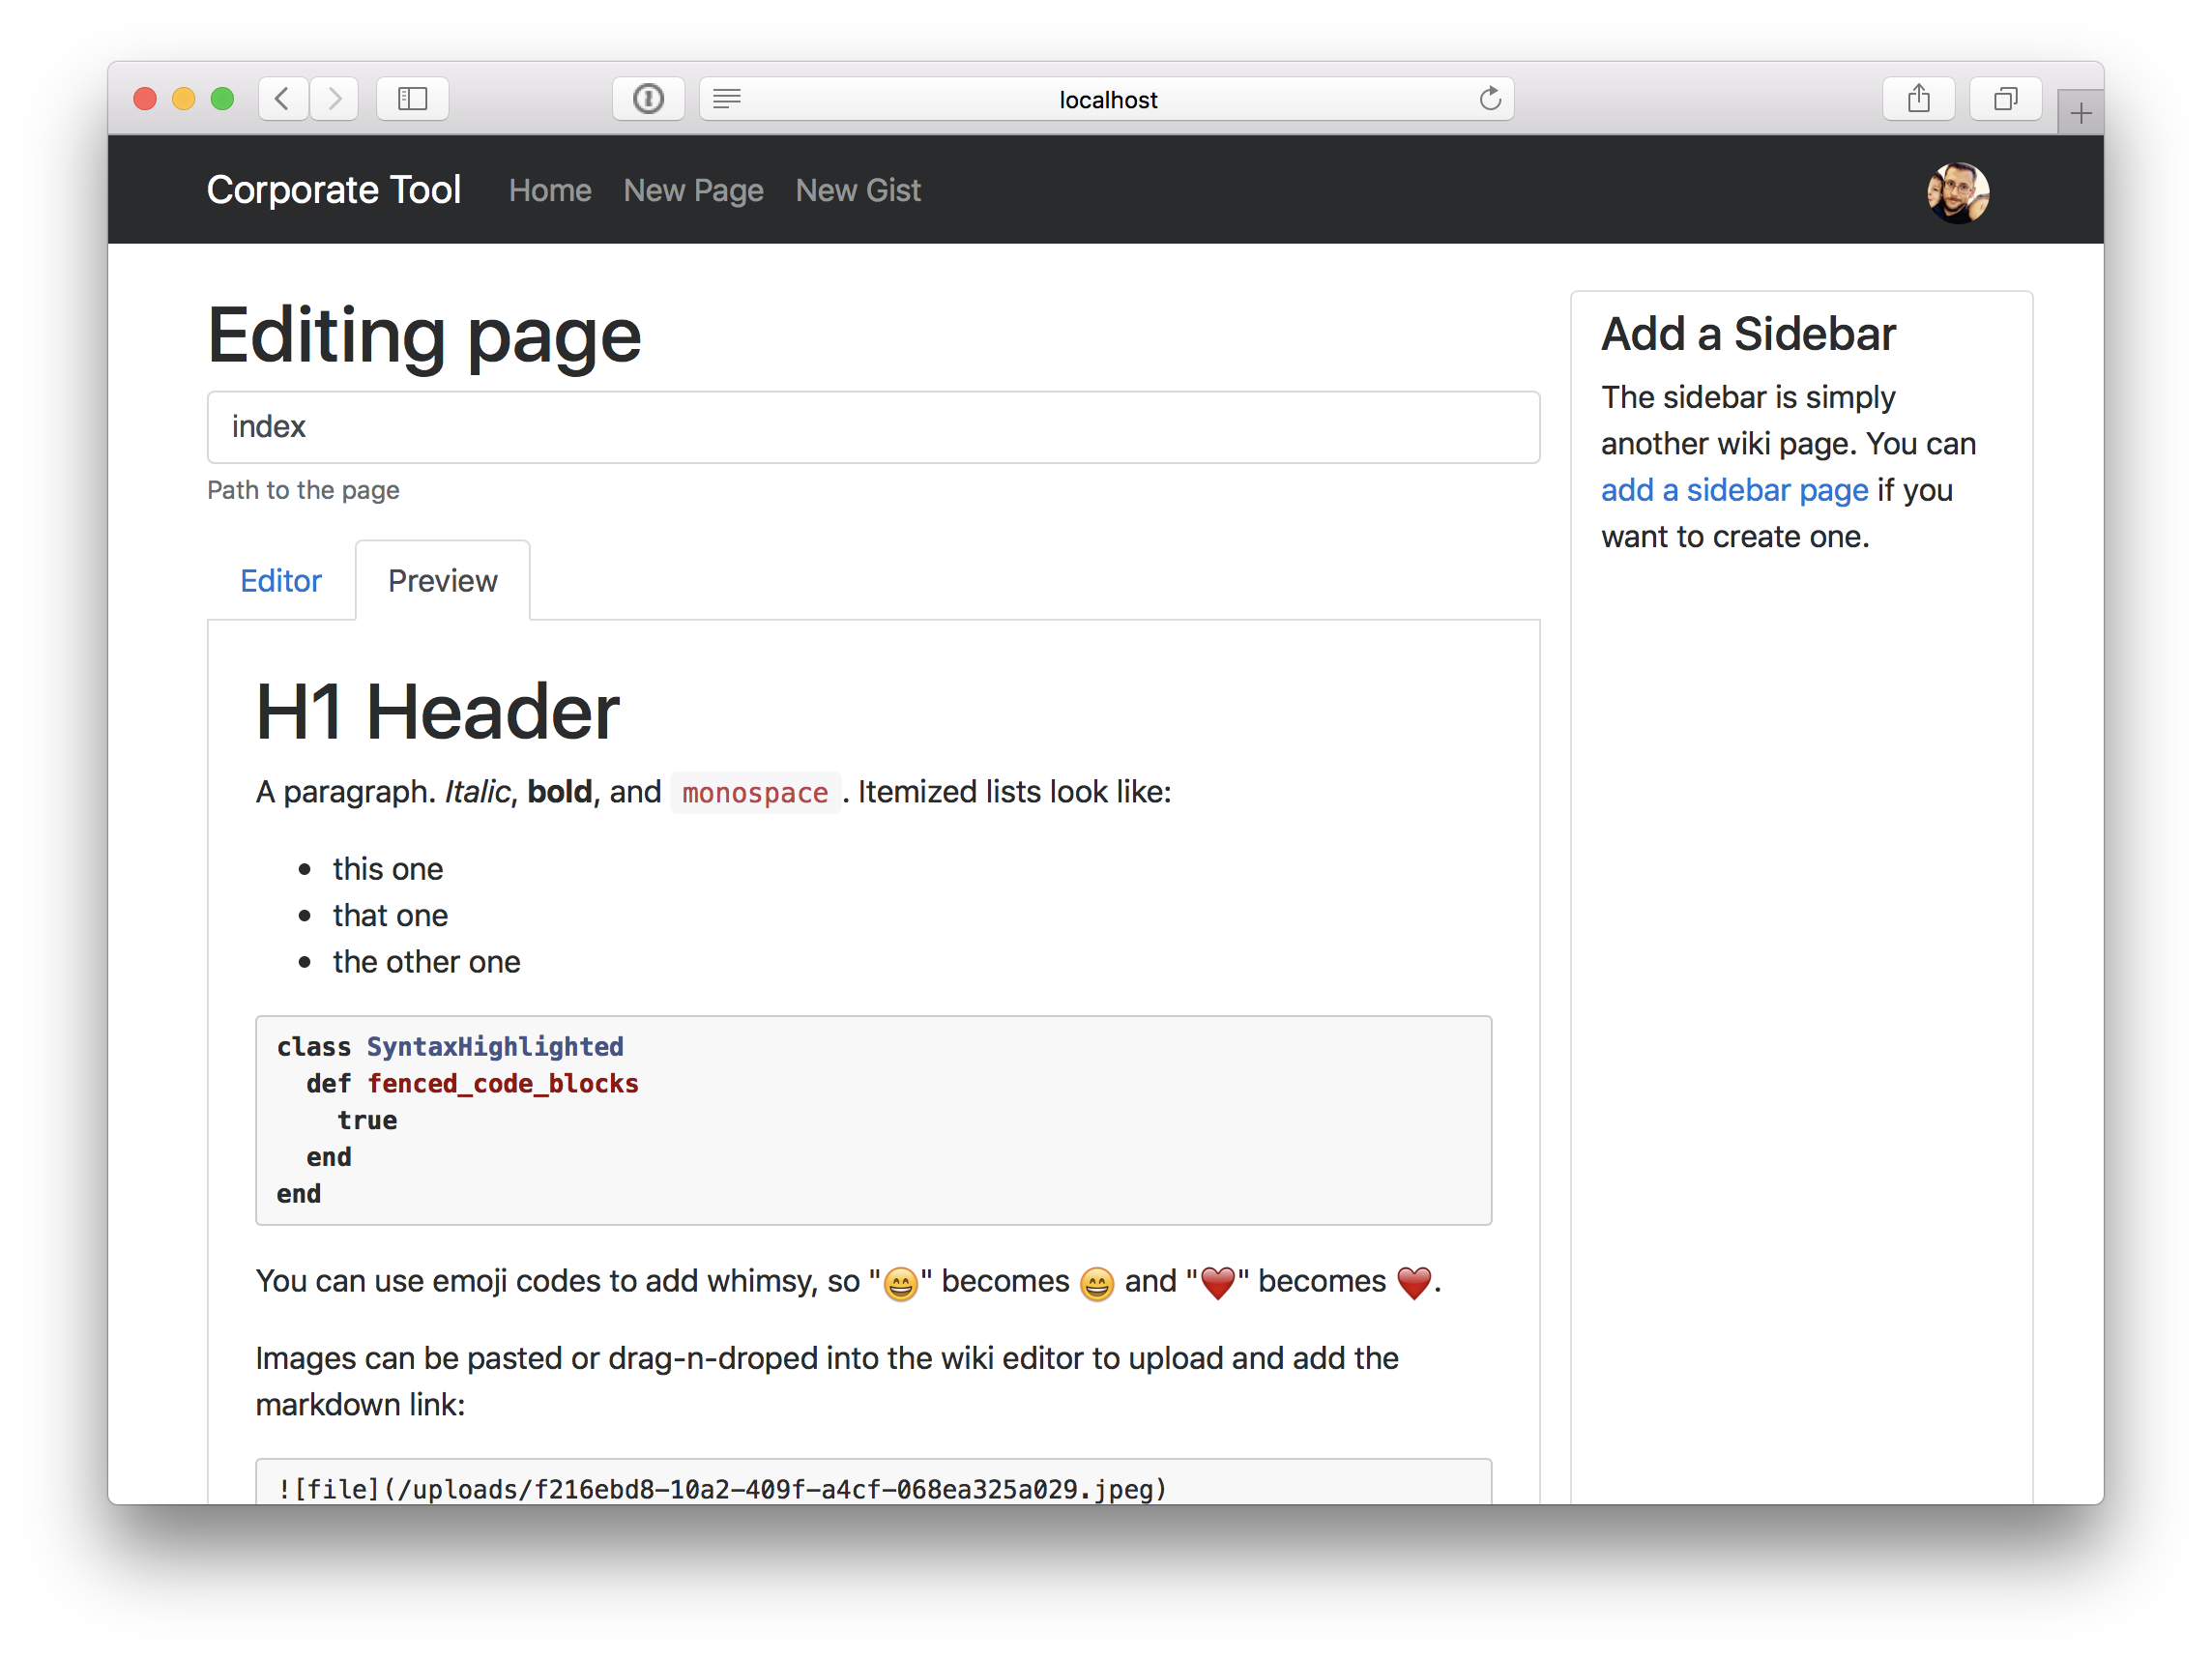 localhost
Corporate Tool Home New Page New Gist
Editing page
index
Path to the page
Editor Preview
H1 Header
A paragraph. Italic, bold, and monospace . Itemized lists look like:
• this one
• that one
• the other one
class SyntaxHighlighted
  def fenced_code_blocks
    true
  end
end
You can use emoji codes to add whimsy, so "😄" becomes 😄 and "❤️" becomes ❤️.
Images can be pasted or drag-n-droped into the wiki editor to upload and add the
markdown link:
![file](/uploads/f216ebd8-10a2-409f-a4cf-068ea325a029.jpeg)
Add a Sidebar
The sidebar is simply
another wiki page. You can
add a sidebar page if you
want to create one.